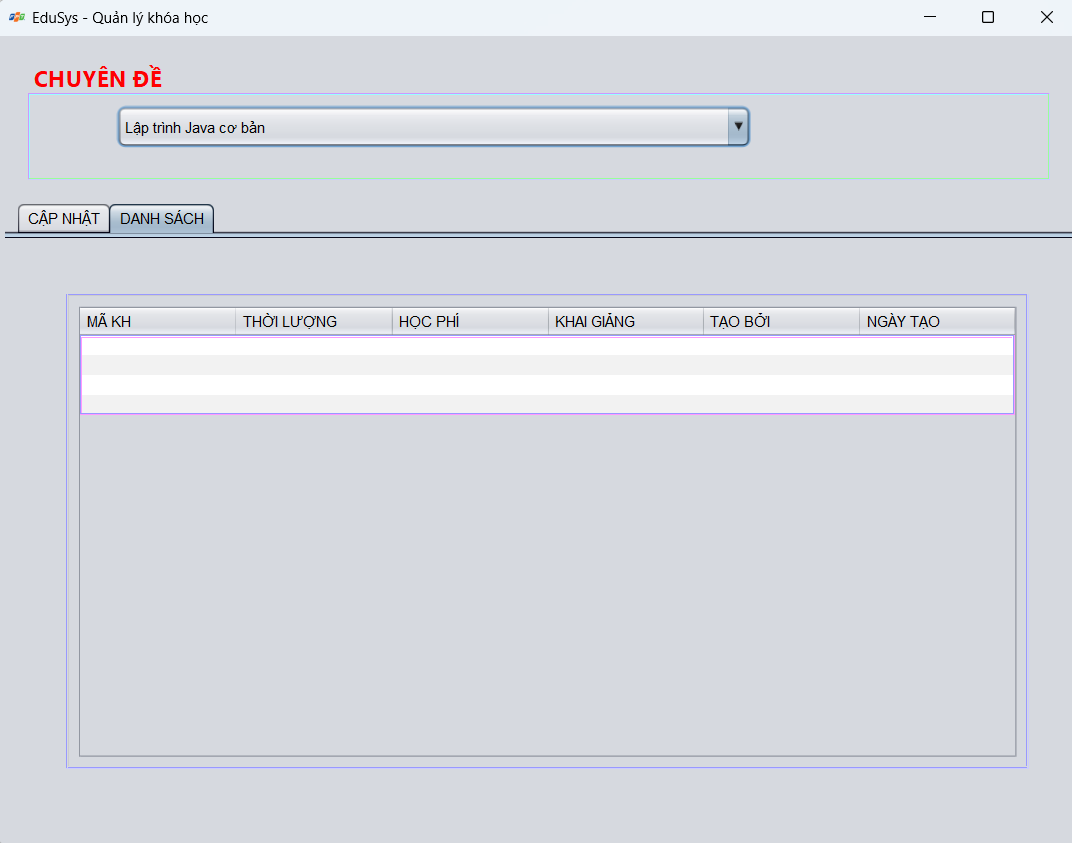 EduSys - Quản lý khóa học
CHUYÊN ĐỀ
Lập trình Java cơ bản
CẬP NHẬT DANH SÁCH
MÃ KH THỜI LƯỢNG HỌC PHÍ KHAI GIẢNG TẠO BỞI NGÀY TẠO